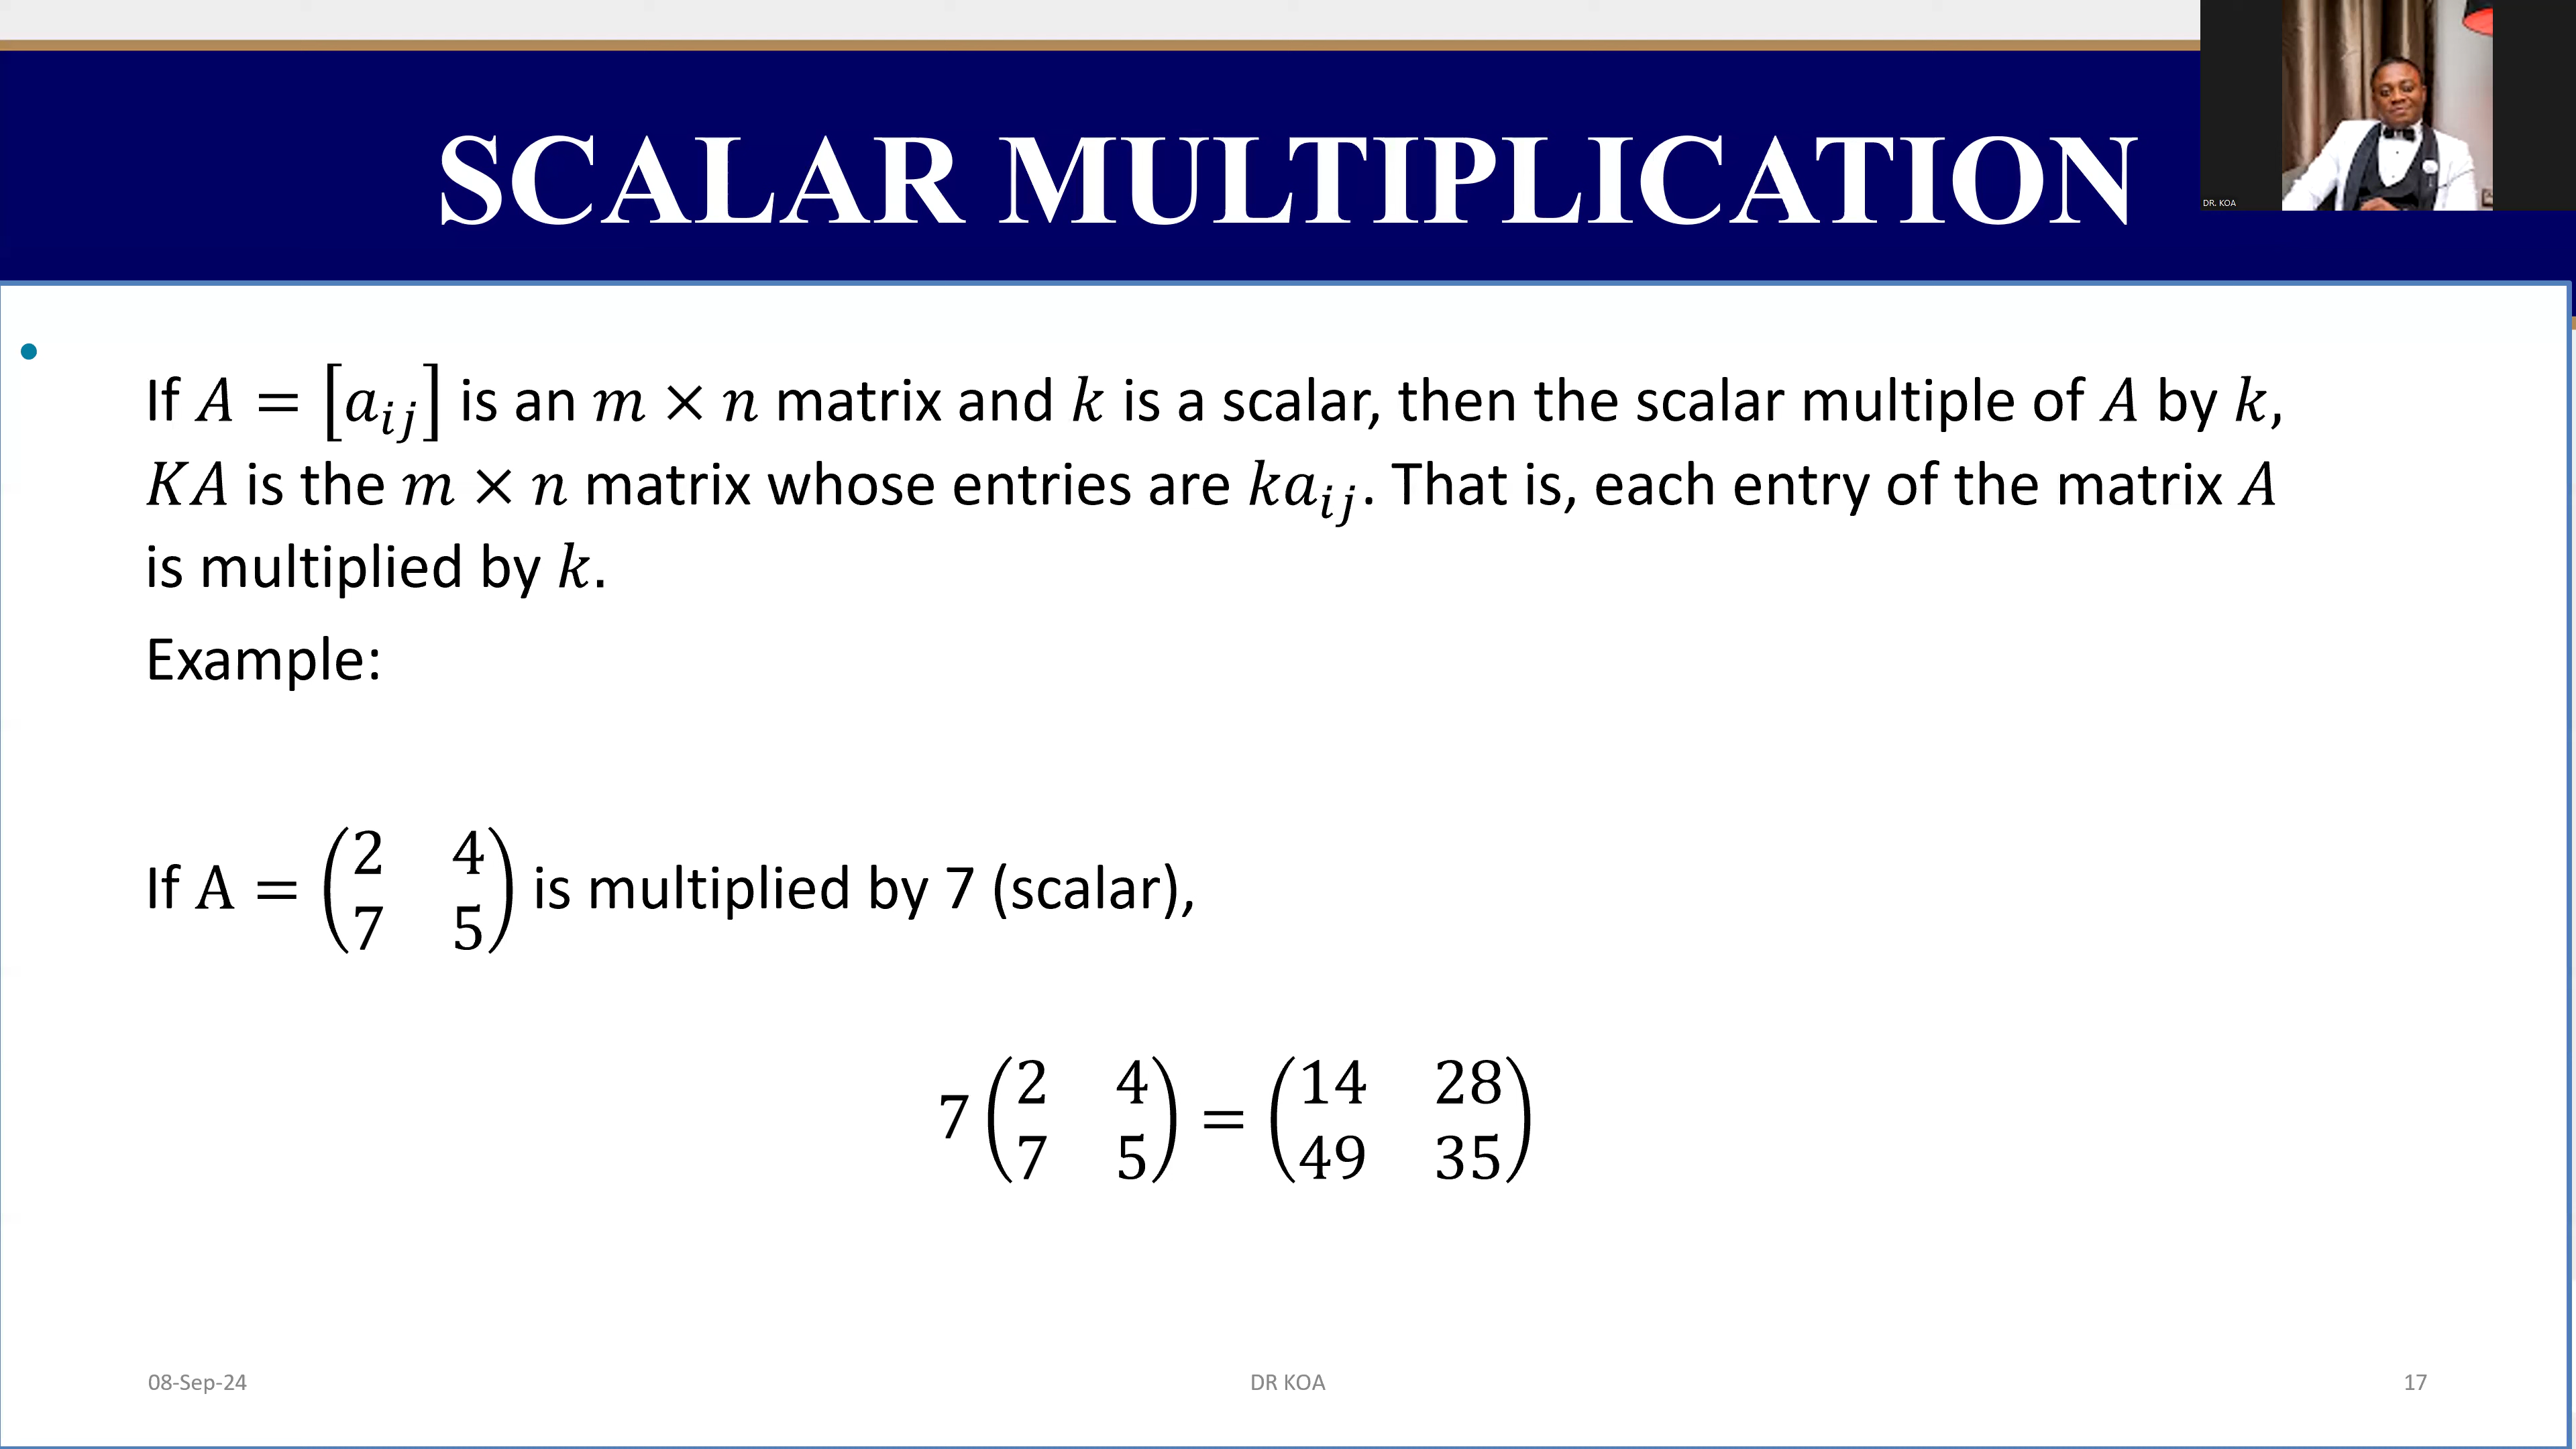 SCALAR MULTIPLICATION
DR. KOA
• If A = [aᵢⱼ] is an m × n matrix and k is a scalar, then the scalar multiple of A by k,
KA is the m × n matrix whose entries are kaᵢⱼ. That is, each entry of the matrix A
is multiplied by k.
Example:
If A = (2 4
7 5) is multiplied by 7 (scalar),
7 (2 4
7 5) = (14 28
49 35)
08-Sep-24
DR KOA
17